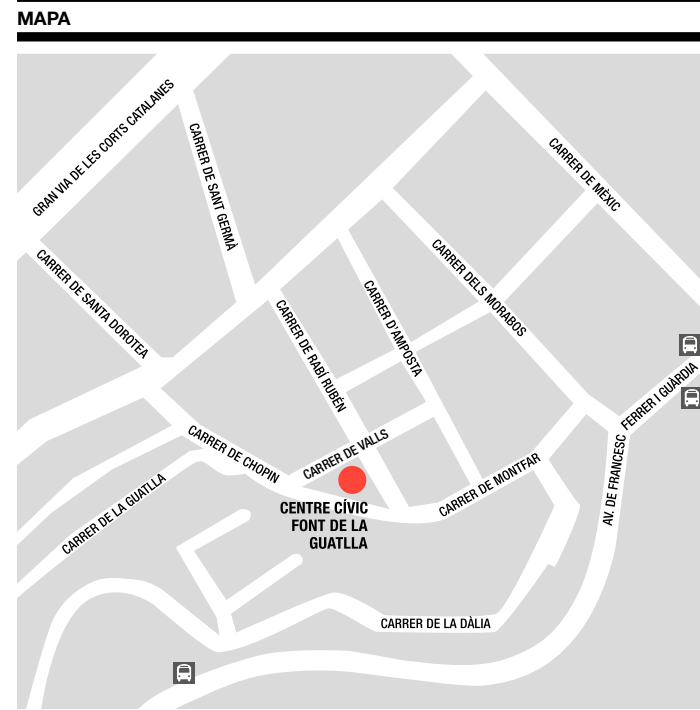 MAPA
GRAN VIA DE LES CORTS CATALANES
CARRER DE SANT GERMÀ
CARRER DE MÈXIC
CARRER DE SANTA DOROTEA
CARRER DELS MORABOS
CARRER D'AMPOSTA
CARRER DE RABÍ RUBÉN
FERRER I GUÀRDIA
AV. DE FRANCESC
CARRER DE CHOPIN
CARRER DE VALLS
CARRER DE MONTFAR
CARRER DE LA GUATLLA
CENTRE CÍVIC
FONT DE LA
GUATLLA
CARRER DE LA DÀLIA